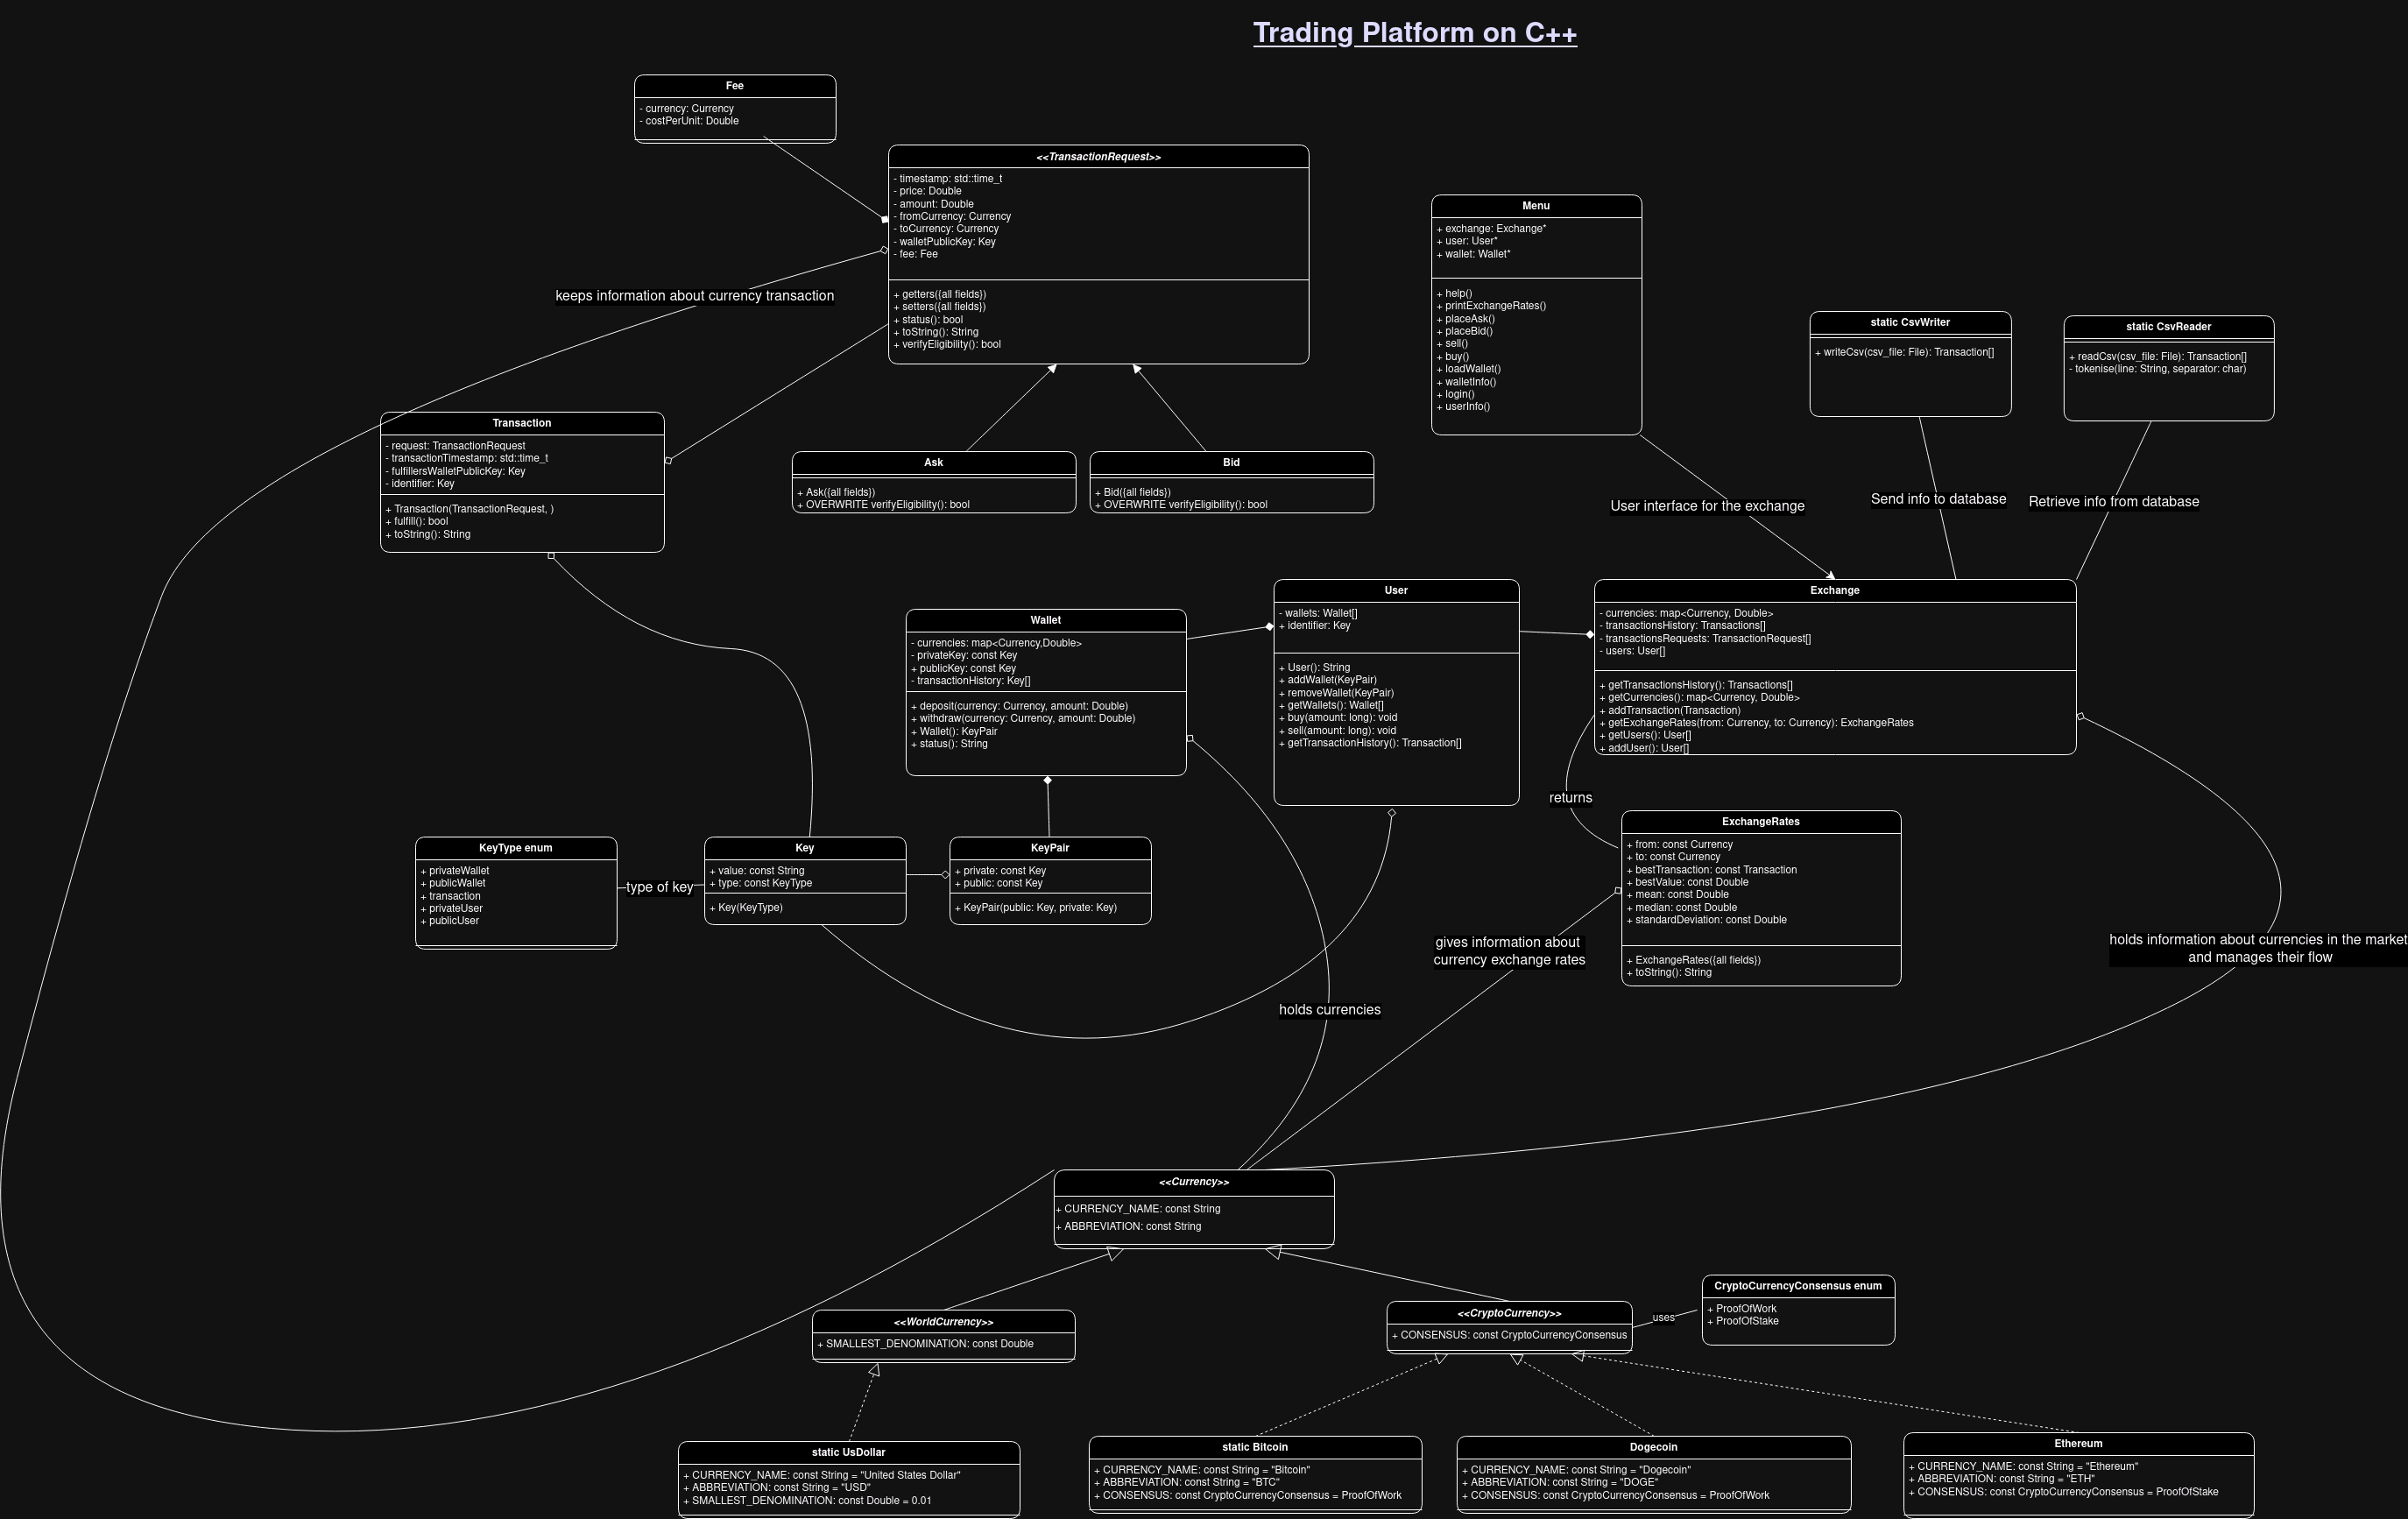 Trading Platform on C++
Fee
- currency: Currency
- costPerUnit: Double
<<TransactionRequest>>
- timestamp: std::time_t
- price: Double
- amount: Double
- fromCurrency: Currency
- toCurrency: Currency
- walletPublicKey: Key
- fee: Fee
+ getters({all fields})
+ setters({all fields})
+ status(): bool
+ toString(): String
+ verifyEligibility(): bool
Menu
+ exchange: Exchange*
+ user: User*
+ wallet: Wallet*
+ help()
+ printExchangeRates()
+ placeAsk()
+ placeBid()
+ sell()
+ buy()
+ loadWallet()
+ walletInfo()
+ login()
+ userInfo()
static CsvWriter
+ writeCsv(csv_file: File): Transaction[]
static CsvReader
+ readCsv(csv_file: File): Transaction[]
- tokenise(line: String, separator: char)
keeps information about currency transaction
Transaction
- request: TransactionRequest
- transactionTimestamp: std::time_t
- fulfillersWalletPublicKey: Key
- identifier: Key
+ Transaction(TransactionRequest, )
+ fulfill(): bool
+ toString(): String
Ask
+ Ask({all fields})
+ OVERWRITE verifyEligibility(): bool
Bid
+ Bid({all fields})
+ OVERWRITE verifyEligibility(): bool
User interface for the exchange
Send info to database
Retrieve info from database
Wallet
- currencies: map<Currency,Double>
- privateKey: const Key
+ publicKey: const Key
- transactionHistory: Key[]
+ deposit(currency: Currency, amount: Double)
+ withdraw(currency: Currency, amount: Double)
+ Wallet(): KeyPair
+ status(): String
User
- wallets: Wallet[]
+ identifier: Key
+ User(): String
+ addWallet(KeyPair)
+ removeWallet(KeyPair)
+ getWallets(): Wallet[]
+ buy(amount: long): void
+ sell(amount: long): void
+ getTransactionHistory(): Transaction[]
Exchange
- currencies: map<Currency, Double>
- transactionsHistory: Transactions[]
- transactionsRequests: TransactionRequest[]
- users: User[]
+ getTransactionsHistory(): Transactions[]
+ getCurrencies(): map<Currency, Double>
+ addTransaction(Transaction)
+ getExchangeRates(from: Currency, to: Currency): ExchangeRates
+ getUsers(): User[]
+ addUser(): User[]
returns
KeyType enum
+ privateWallet
+ publicWallet
+ transaction
+ privateUser
+ publicUser
type of key
Key
+ value: const String
+ type: const KeyType
+ Key(KeyType)
KeyPair
+ private: const Key
+ public: const Key
+ KeyPair(public: Key, private: Key)
ExchangeRates
+ from: const Currency
+ to: const Currency
+ bestTransaction: const Transaction
+ bestValue: const Double
+ mean: const Double
+ median: const Double
+ standardDeviation: const Double
+ ExchangeRates({all fields})
+ toString(): String
gives information about
currency exchange rates
holds information about currencies in the market
and manages their flow
holds currencies
<<Currency>>
+ CURRENCY_NAME: const String
+ ABBREVIATION: const String
<<WorldCurrency>>
+ SMALLEST_DENOMINATION: const Double
<<CryptoCurrency>>
+ CONSENSUS: const CryptoCurrencyConsensus
uses
CryptoCurrencyConsensus enum
+ ProofOfWork
+ ProofOfStake
static UsDollar
+ CURRENCY_NAME: const String = "United States Dollar"
+ ABBREVIATION: const String = "USD"
+ SMALLEST_DENOMINATION: const Double = 0.01
static Bitcoin
+ CURRENCY_NAME: const String = "Bitcoin"
+ ABBREVIATION: const String = "BTC"
+ CONSENSUS: const CryptoCurrencyConsensus = ProofOfWork
Dogecoin
+ CURRENCY_NAME: const String = "Dogecoin"
+ ABBREVIATION: const String = "DOGE"
+ CONSENSUS: const CryptoCurrencyConsensus = ProofOfWork
Ethereum
+ CURRENCY_NAME: const String = "Ethereum"
+ ABBREVIATION: const String = "ETH"
+ CONSENSUS: const CryptoCurrencyConsensus = ProofOfStake